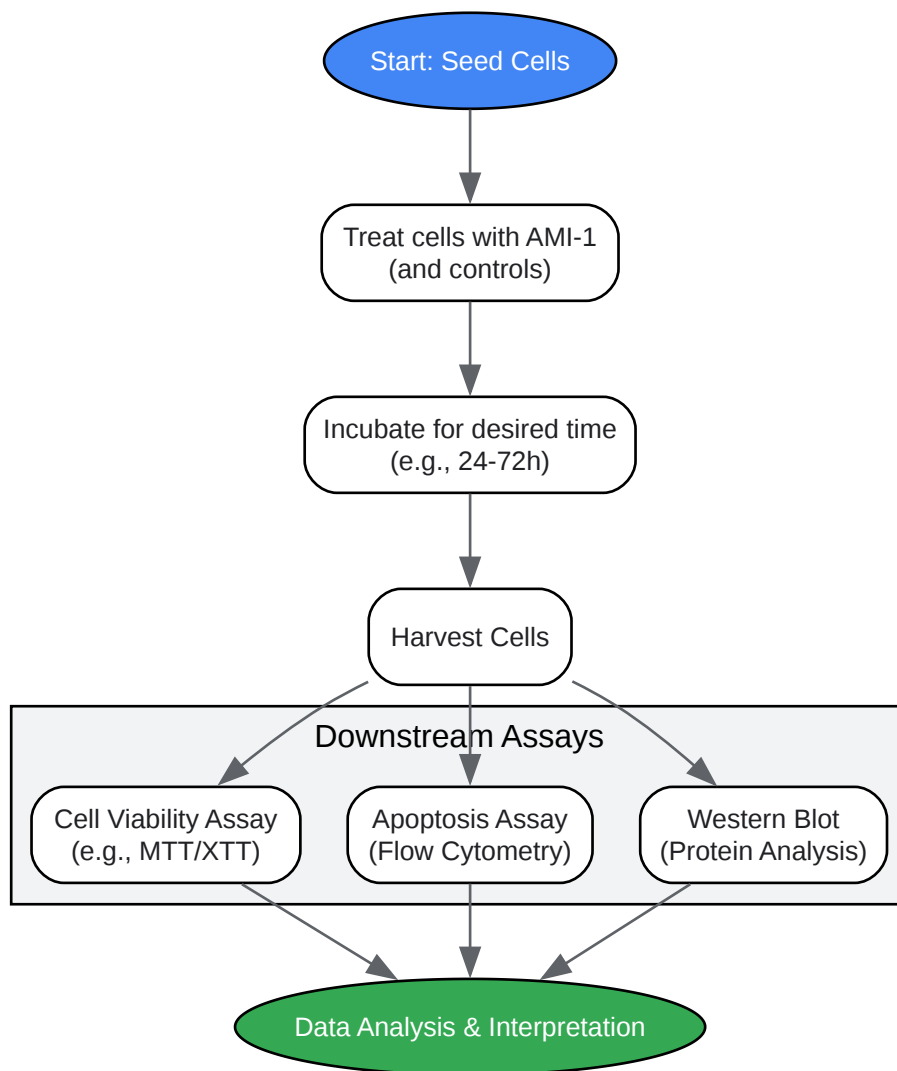 Start: Seed Cells
Treat cells with AMI-1
(and controls)
Incubate for desired time
(e.g., 24-72h)
Harvest Cells
Downstream Assays
Cell Viability Assay
(e.g., MTT/XTT)
Apoptosis Assay
(Flow Cytometry)
Western Blot
(Protein Analysis)
Data Analysis & Interpretation